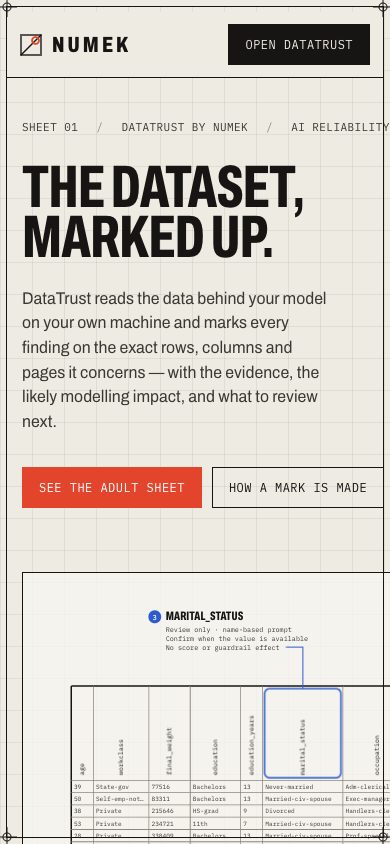 NUMEK
OPEN DATATRUST
SHEET 01 / DATATRUST BY NUMEK / AI RELIABILITY
THE DATASET,
MARKED UP.
DataTrust reads the data behind your model
on your own machine and marks every
finding on the exact rows, columns and
pages it concerns — with the evidence, the
likely modelling impact, and what to review
next.
SEE THE ADULT SHEET
HOW A MARK IS MADE
3 MARITAL_STATUS
Review only · name-based prompt
Confirm when the value is available
No score or guardrail effect
age workclass final_weight education education_years marital_status occupation
39 State-gov 77516 Bachelors 13 Never-married Adm-clerical
50 Self-emp-not… 83311 Bachelors 13 Married-civ-spouse Exec-manager
38 Private 215646 HS-grad 9 Divorced Handlers-cle
53 Private 234721 11th 7 Married-civ-spouse Handlers-cle
28 Private 338409 Bachelors 13 Married-civ-spouse